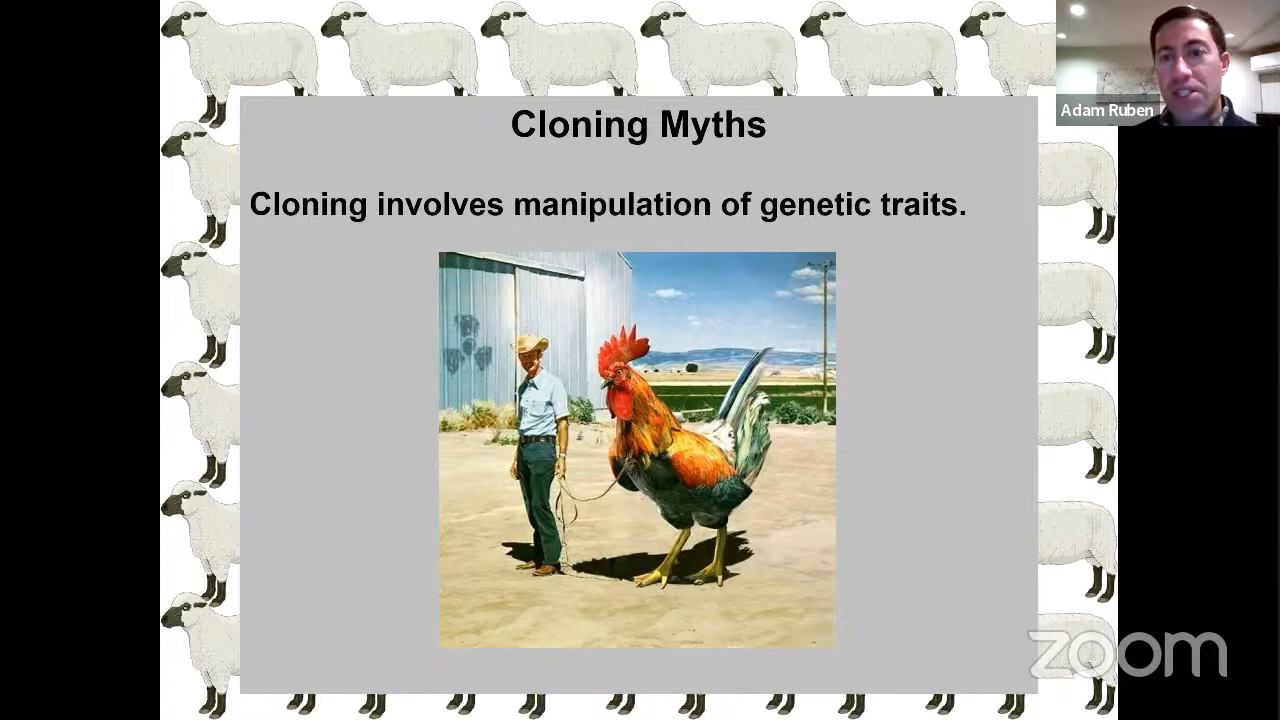 Cloning Myths
Adam Ruben
Cloning involves manipulation of genetic traits.
zoom